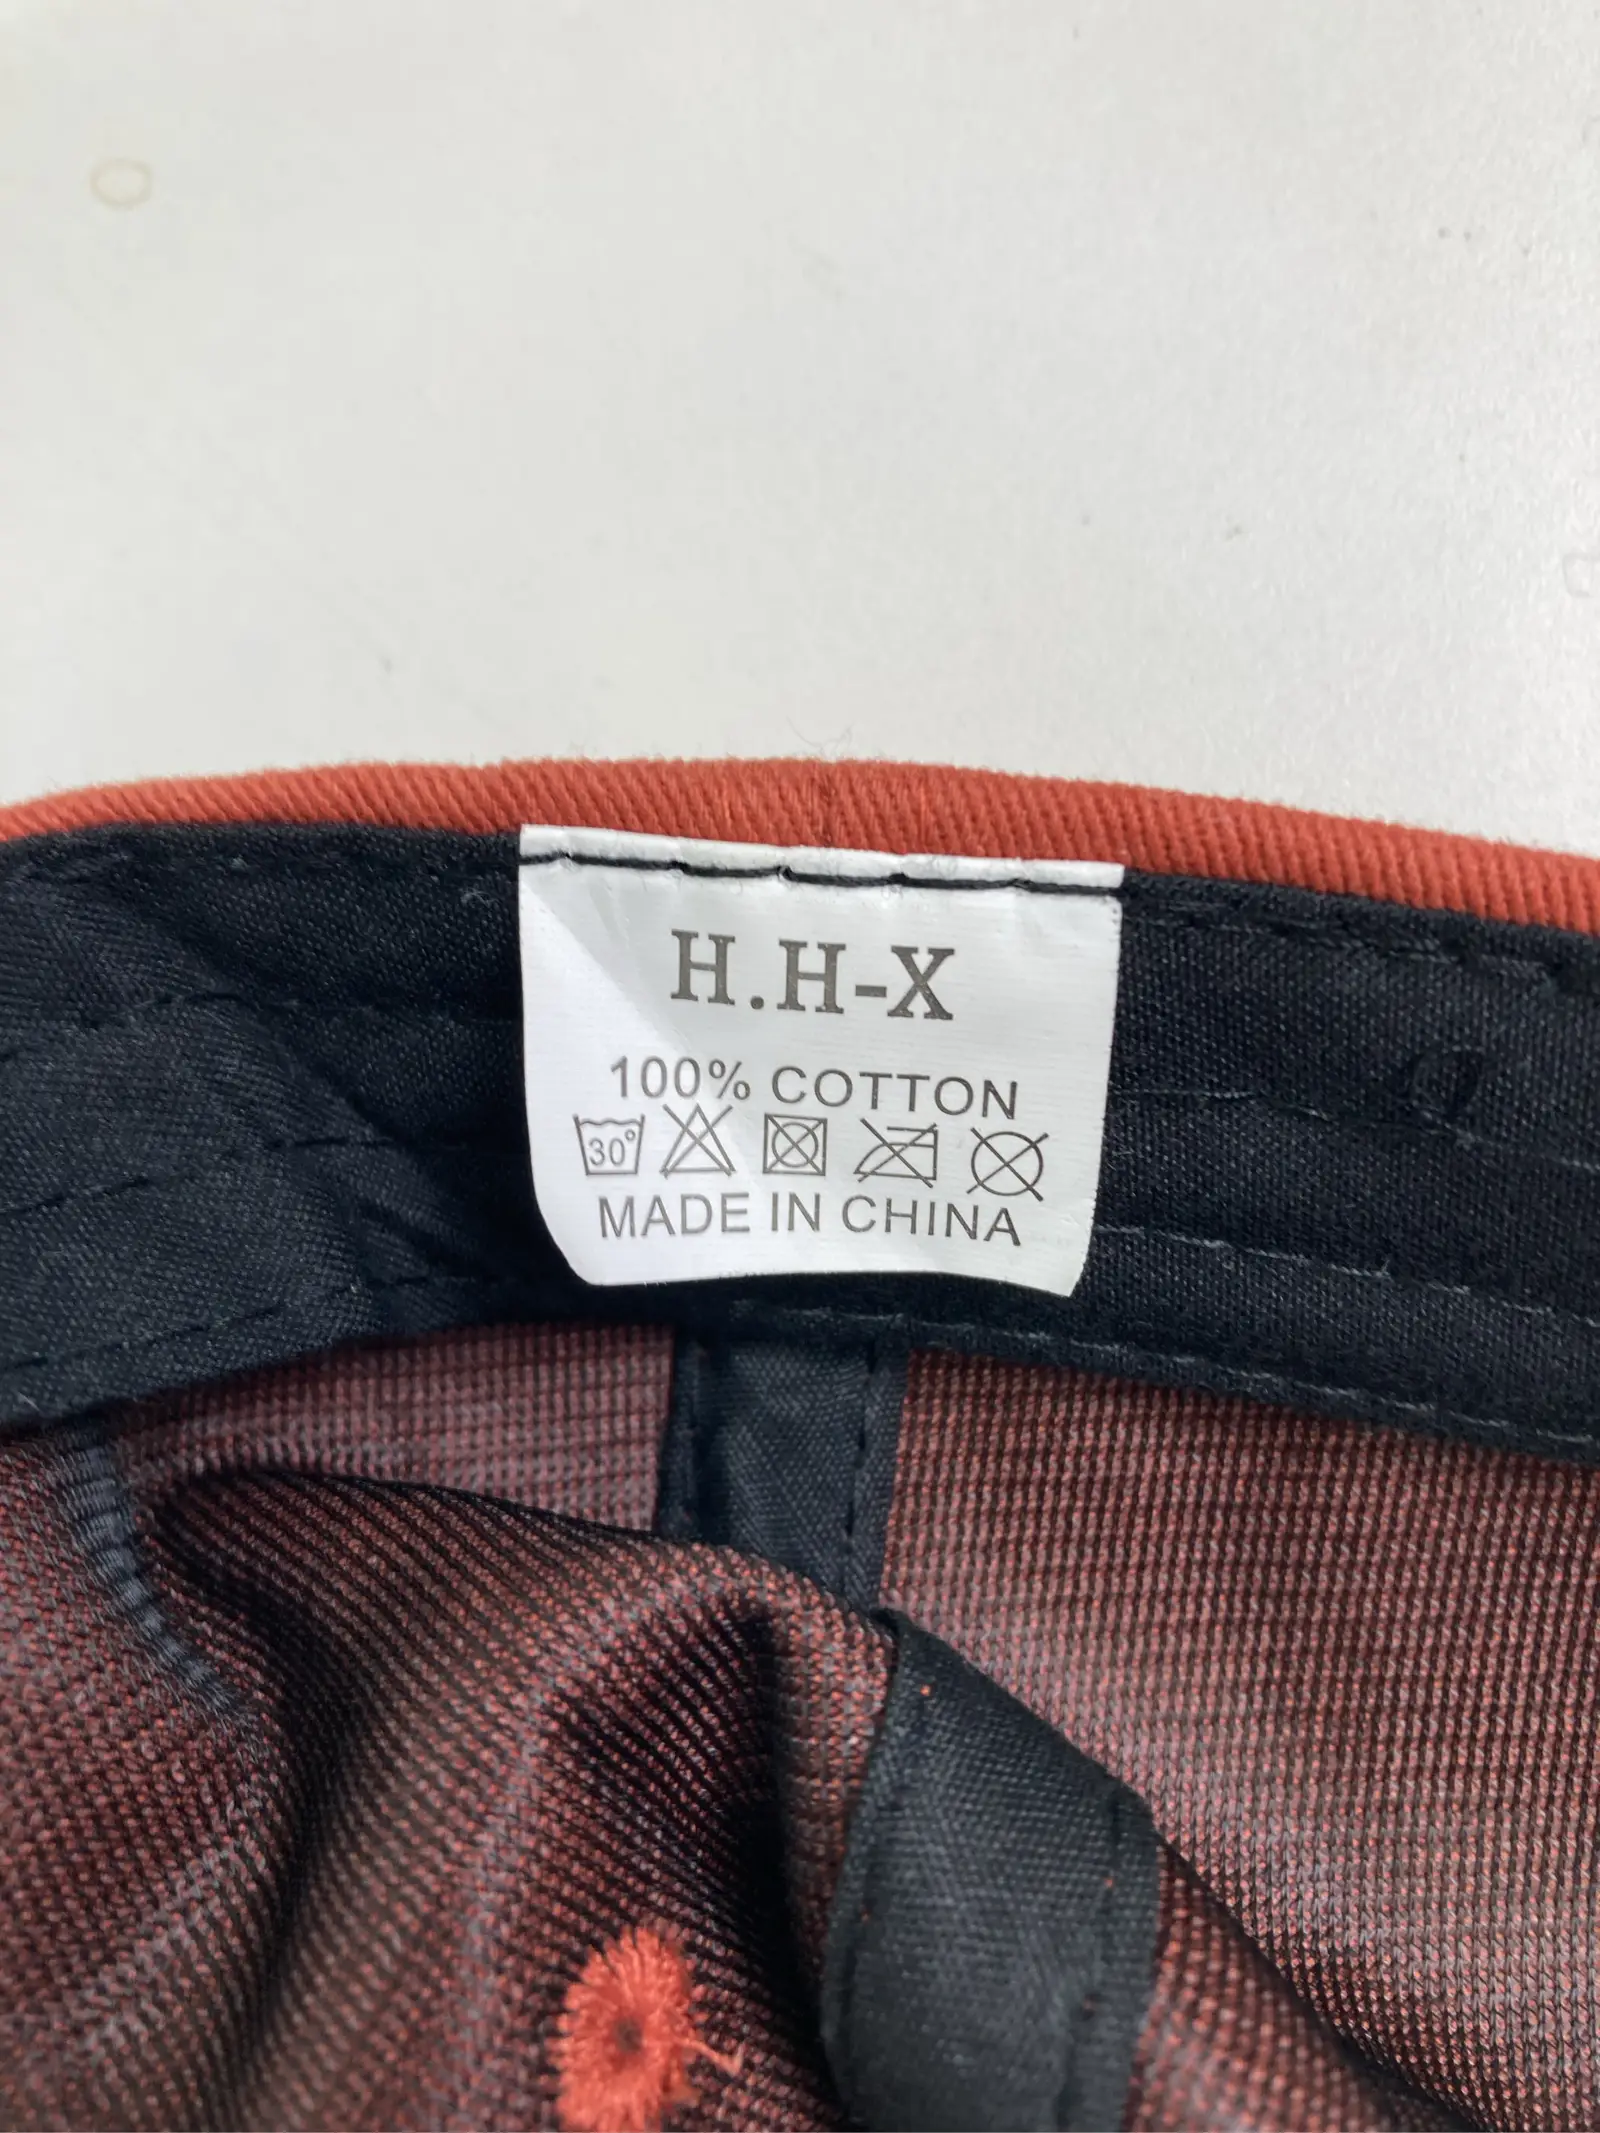 H.H-X
100% COTTON
30°
MADE IN CHINA